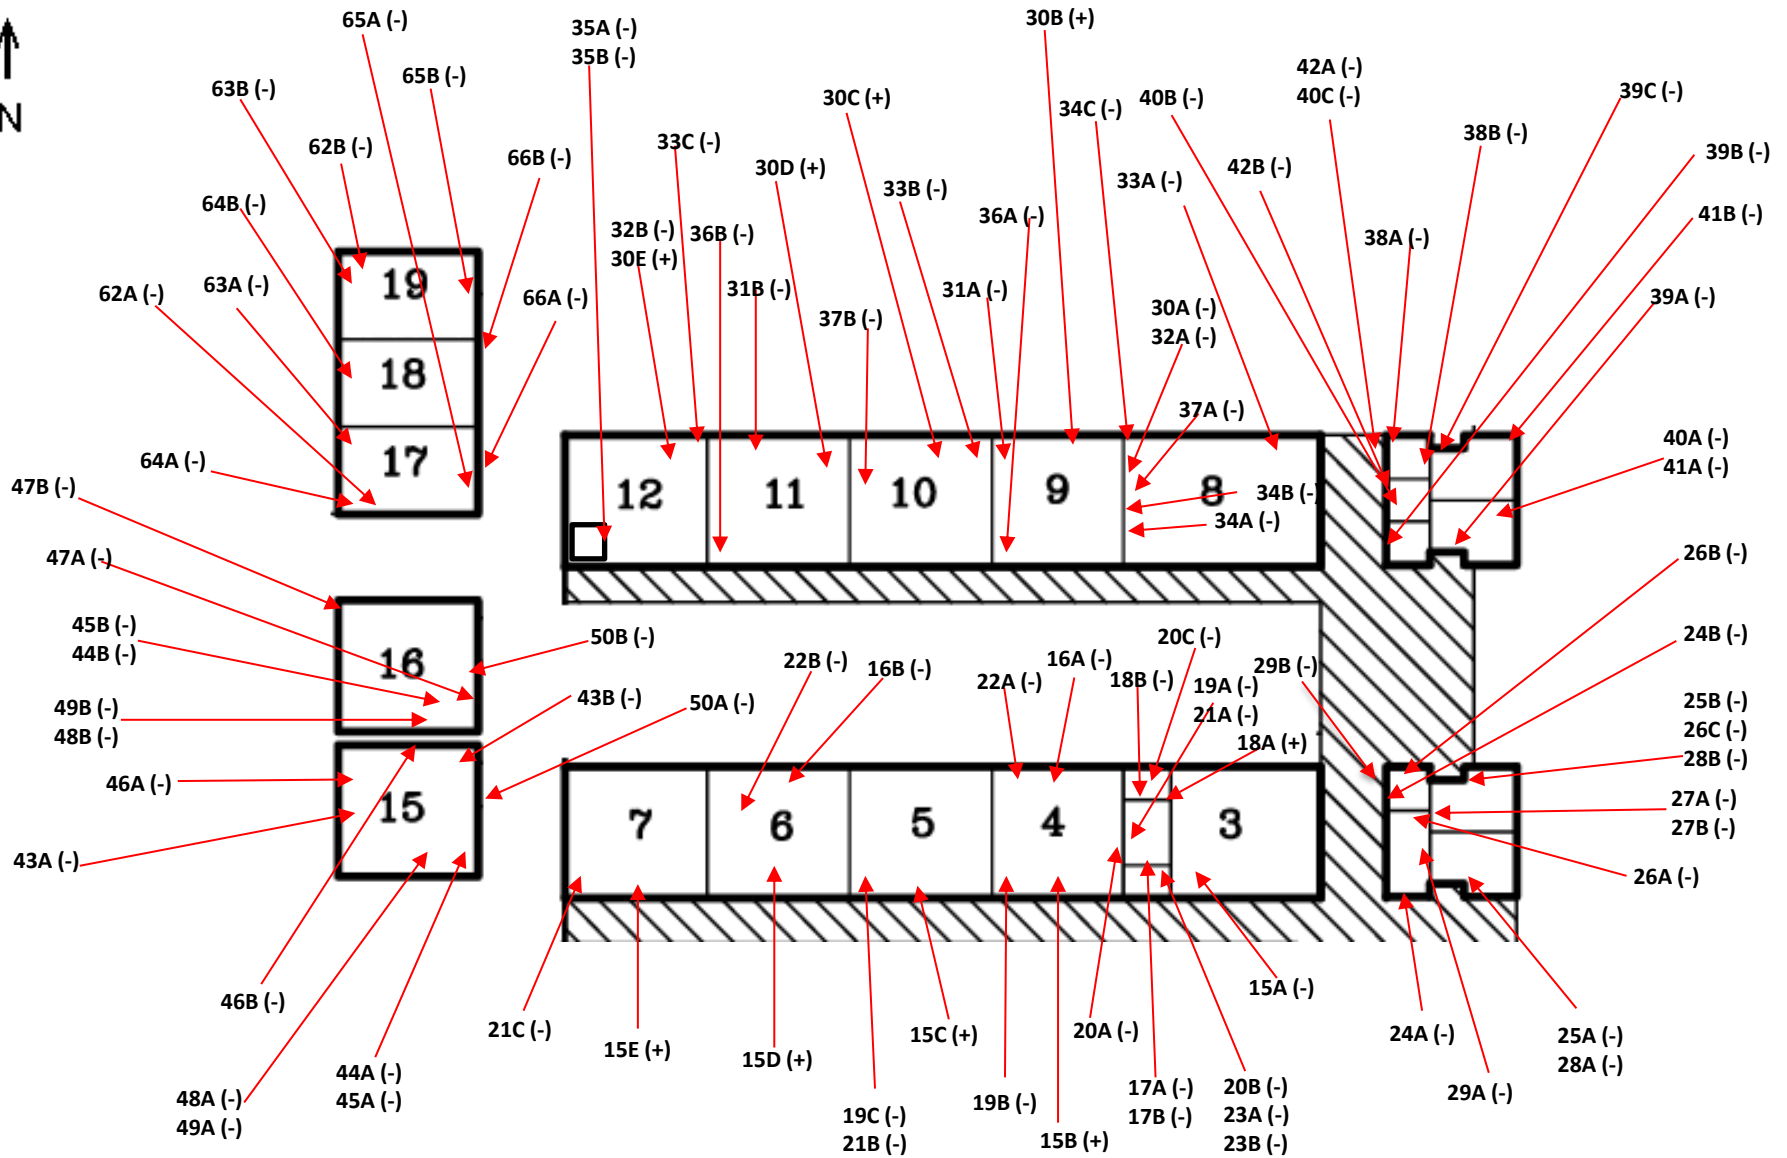 30B (+)
65A (-)
35A (-)
35B (-)
N
65B (-)
63B (-)
42A (-)
40C (-)
39C (-)
30C (+)
34C (-)
40B (-)
38B (-)
62B (-)
33C (-)
66B (-)
30D (+)
42B (-)
39B (-)
33B (-)
33A (-)
64B (-)
36A (-)
41B (-)
32B (-)
30E (+)
36B (-)
38A (-)
19
63A (-)
62A (-)
66A (-)
31B (-)
31A (-)
39A (-)
37B (-)
30A (-)
32A (-)
18
37A (-)
40A (-)
41A (-)
64A (-)
17
47B (-)
12
11
10
9
8
34B (-)
34A (-)
47A (-)
26B (-)
45B (-)
44B (-)
50B (-)
20C (-)
24B (-)
16
22B (-)
16B (-)
16A (-)
29B (-)
22A (-)
18B (-)
19A (-)
21A (-)
43B (-)
50A (-)
49B (-)
48B (-)
25B (-)
26C (-)
28B (-)
18A (+)
46A (-)
15
27A (-)
27B (-)
7
6
5
4
3
43A (-)
26A (-)
46B (-)
15A (-)
21C (-)
15E (+)
15D (+)
15C (+)
20A (-)
24A (-)
25A (-)
28A (-)
44A (-)
45A (-)
48A (-)
49A (-)
19C (-)
21B (-)
19B (-)
15B (+)
17A (-)
17B (-)
20B (-)
23A (-)
23B (-)
29A (-)